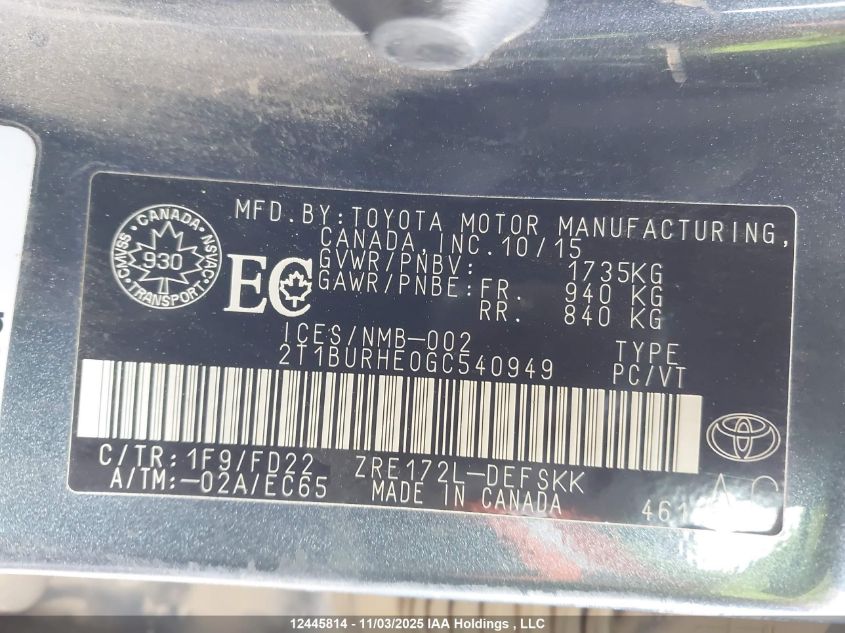 MFD.BY:TOYOTA MOTOR MANUFACTURING,
CANADA, INC. 10/15
GVWR/PNBV: 1735KG
GAWR/PNBE: FR. 940 KG
RR. 840 KG
CANADA
CMVSS 930 NSVAC
TRANSPORT
EC
ICES/NMB-002
2T1BURHE0GC540949
TYPE
PC/VT
C/TR: 1F9/FD22 ZRE172L-DEFSKK
A/TM:-02A/EC65 MADE IN CANADA
12445814 - 11/03/2025 IAA Holdings , LLC